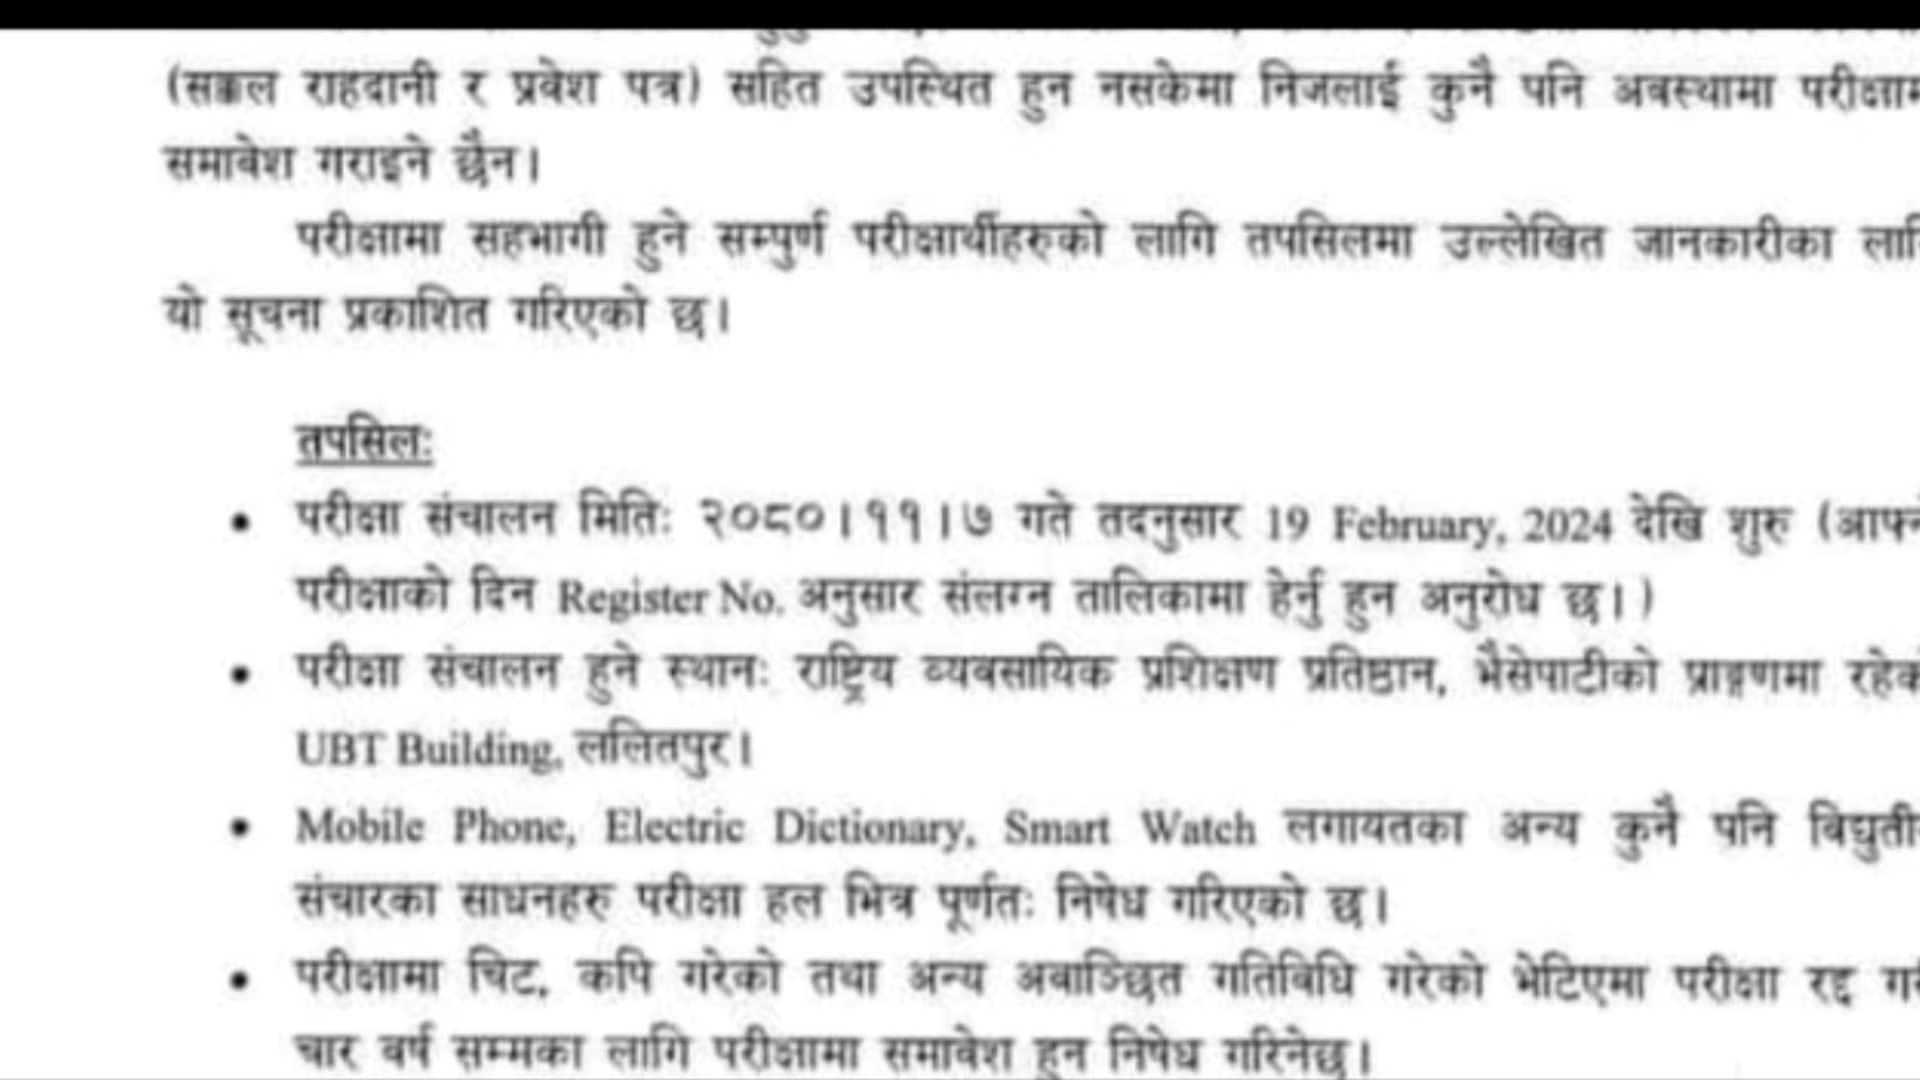 (सक्कल राहदानी र प्रवेश पत्र) सहित उपस्थित हुन नसकेमा निजलाई कुनै पनि अवस्थामा
समावेश गराइने छैन।
परीक्षामा सहभागी हुने सम्पुर्ण परीक्षार्थीहरुको लागि तपसिलमा उल्लेखित जानकारीका
यो सूचना प्रकाशित गरिएको छ।
तपसिलः
• परीक्षा संचालन मितिः २०८०।११।७ गते तदनुसार 19 February, 2024 देखि शुरु
परीक्षाको दिन Register No. अनुसार संलग्न तालिकामा हेर्नु हुन अनुरोध छ।)
• परीक्षा संचालन हुने स्थानः राष्ट्रिय व्यवसायिक प्रशिक्षण प्रतिष्ठान, भैसेपाटीको प्राङ्गणमा
UBT Building, ललितपुर।
• Mobile Phone, Electric Dictionary, Smart Watch लगायतका अन्य कुनै पनि
संचारका साधनहरु परीक्षा हल भित्र पूर्णतः निषेध गरिएको छ।
• परीक्षामा चिट, कपि गरेको तथा अन्य अवाञ्छित गतिविधि गरेको भेटिएमा परीक्षा रद्द
चार वर्ष सम्मका लागि परीक्षामा समावेश हुन निषेध गरिनेछ।